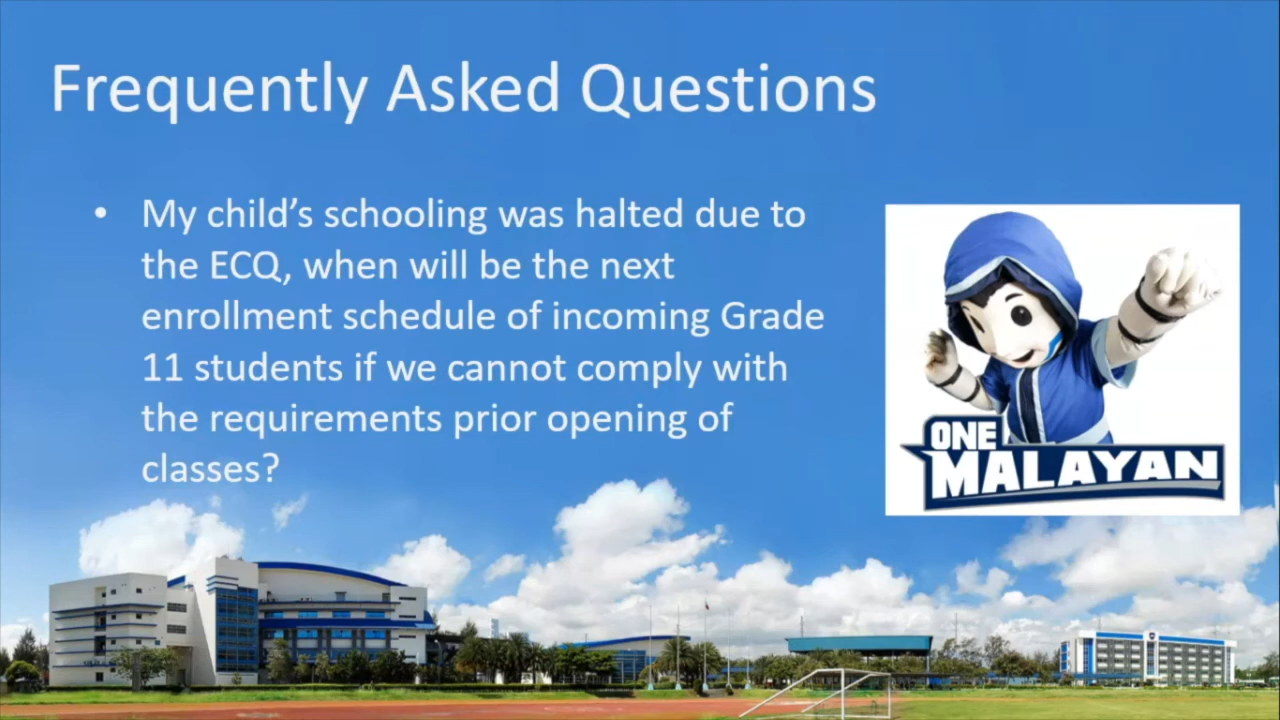 Frequently Asked Questions
• My child’s schooling was halted due to
the ECQ, when will be the next
enrollment schedule of incoming Grade
11 students if we cannot comply with
the requirements prior opening of
classes?
ONE
MALAYAN